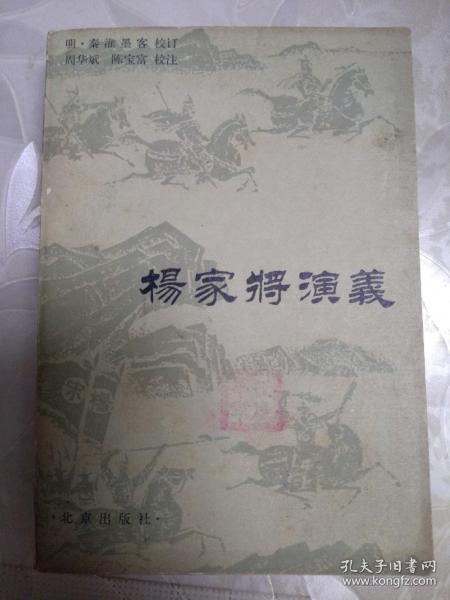 明·秦淮墨客 校订
周华斌 陈宝富 校注
楊家將演義
·北京出版社·
孔夫子旧书网
www.kongfz.com